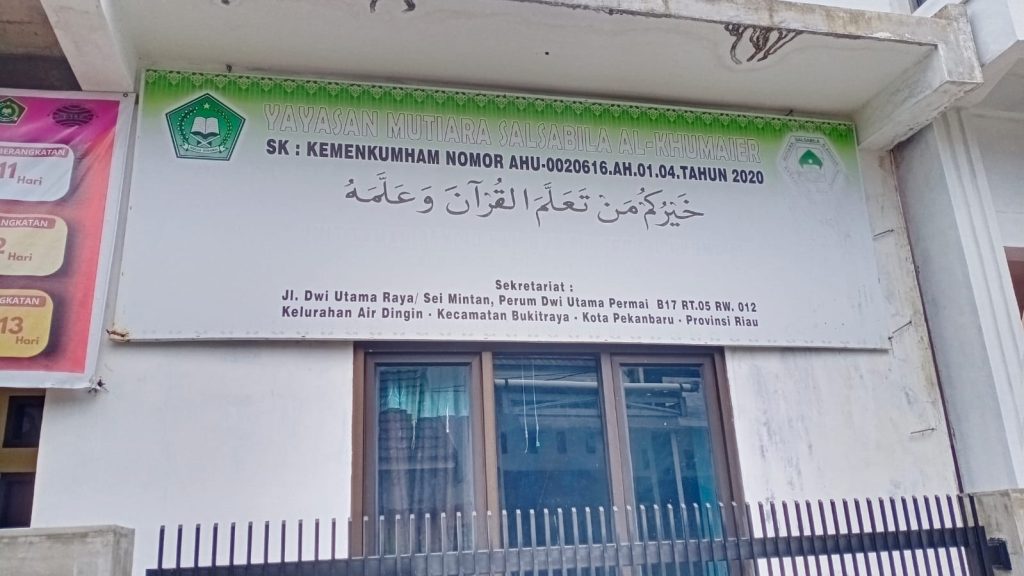 YAYASAN MUTIARA SALSABILA AL-KHUMAIER
SK : KEMENKUMHAM NOMOR AHU-0020616.AH.01.04.TAHUN 2020
خَيْرُكُمْ مَنْ تَعَلَّمَ الْقُرْآنَ وَعَلَّمَهُ
SALSABILA
Sekretariat :
Jl. Dwi Utama Raya/ Sei Mintan, Perum Dwi Utama Permai B17 RT.05 RW. 012
Kelurahan Air Dingin - Kecamatan Bukitraya - Kota Pekanbaru - Provinsi Riau
11
Hari
2
Hari
13
Hari